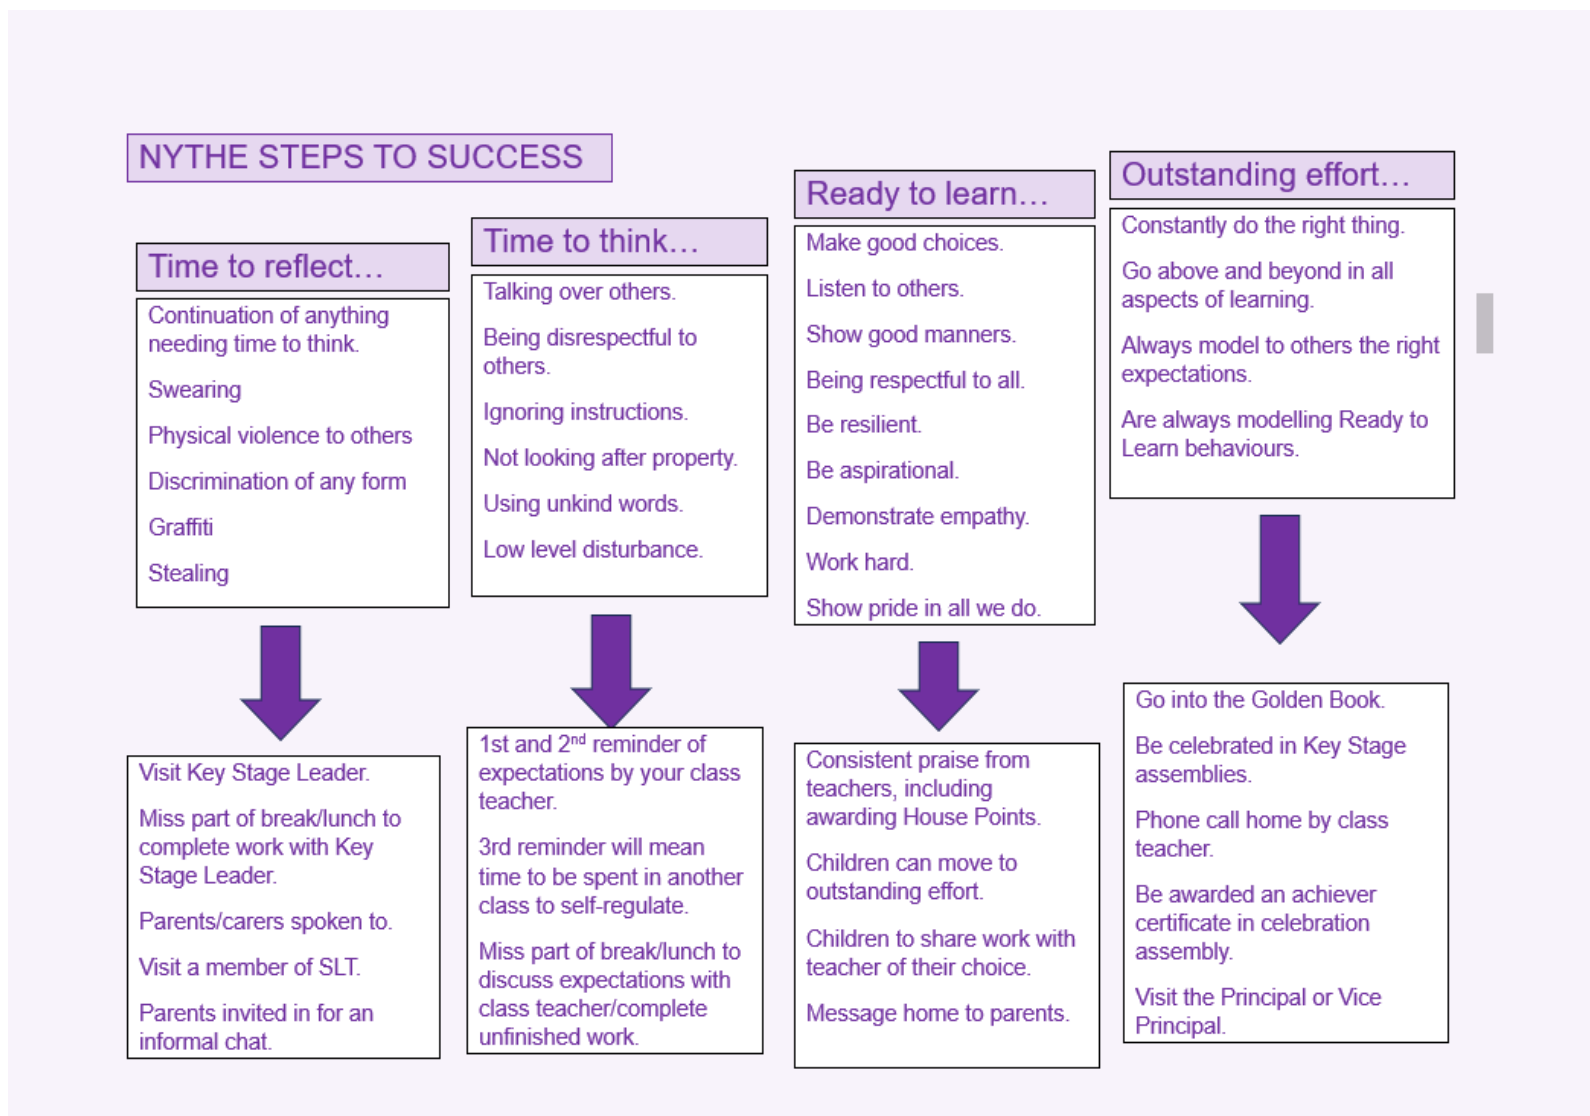 NYTHE STEPS TO SUCCESS
Time to reflect...
Continuation of anything
needing time to think.
Swearing
Physical violence to others
Discrimination of any form
Graffiti
Stealing
Visit Key Stage Leader.
Miss part of break/lunch to
complete work with Key
Stage Leader.
Parents/carers spoken to.
Visit a member of SLT.
Parents invited in for an
informal chat.
Time to think...
Talking over others.
Being disrespectful to
others.
Ignoring instructions.
Not looking after property.
Using unkind words.
Low level disturbance.
1st and 2nd reminder of
expectations by your class
teacher.
3rd reminder will mean
time to be spent in another
class to self-regulate.
Miss part of break/lunch to
discuss expectations with
class teacher/complete
unfinished work.
Ready to learn...
Make good choices.
Listen to others.
Show good manners.
Being respectful to all.
Be resilient.
Be aspirational.
Demonstrate empathy.
Work hard.
Show pride in all we do.
Consistent praise from
teachers, including
awarding House Points.
Children can move to
outstanding effort.
Children to share work with
teacher of their choice.
Message home to parents.
Outstanding effort...
Constantly do the right thing.
Go above and beyond in all
aspects of learning.
Always model to others the right
expectations.
Are always modelling Ready to
Learn behaviours.
Go into the Golden Book.
Be celebrated in Key Stage
assemblies.
Phone call home by class
teacher.
Be awarded an achiever
certificate in celebration
assembly.
Visit the Principal or Vice
Principal.